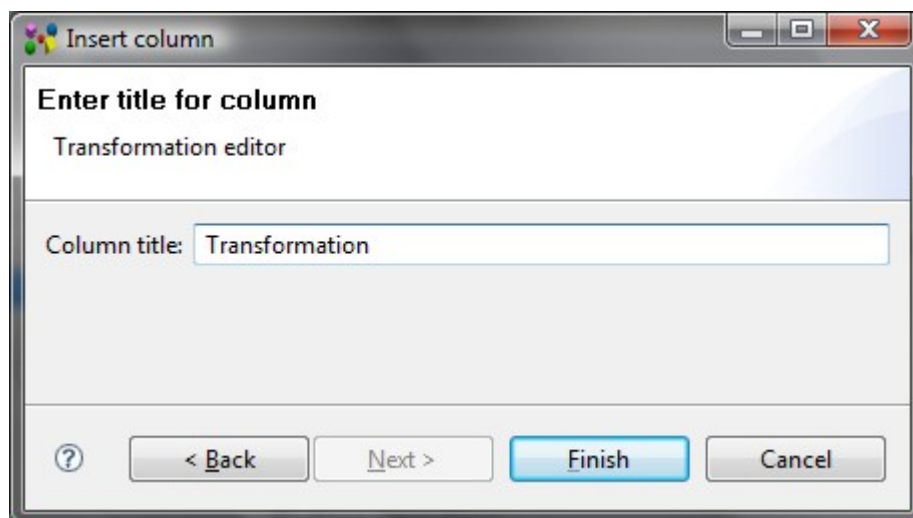 Insert column
Enter title for column
Transformation editor
Column title: Transformation
? < Back Next > Finish Cancel